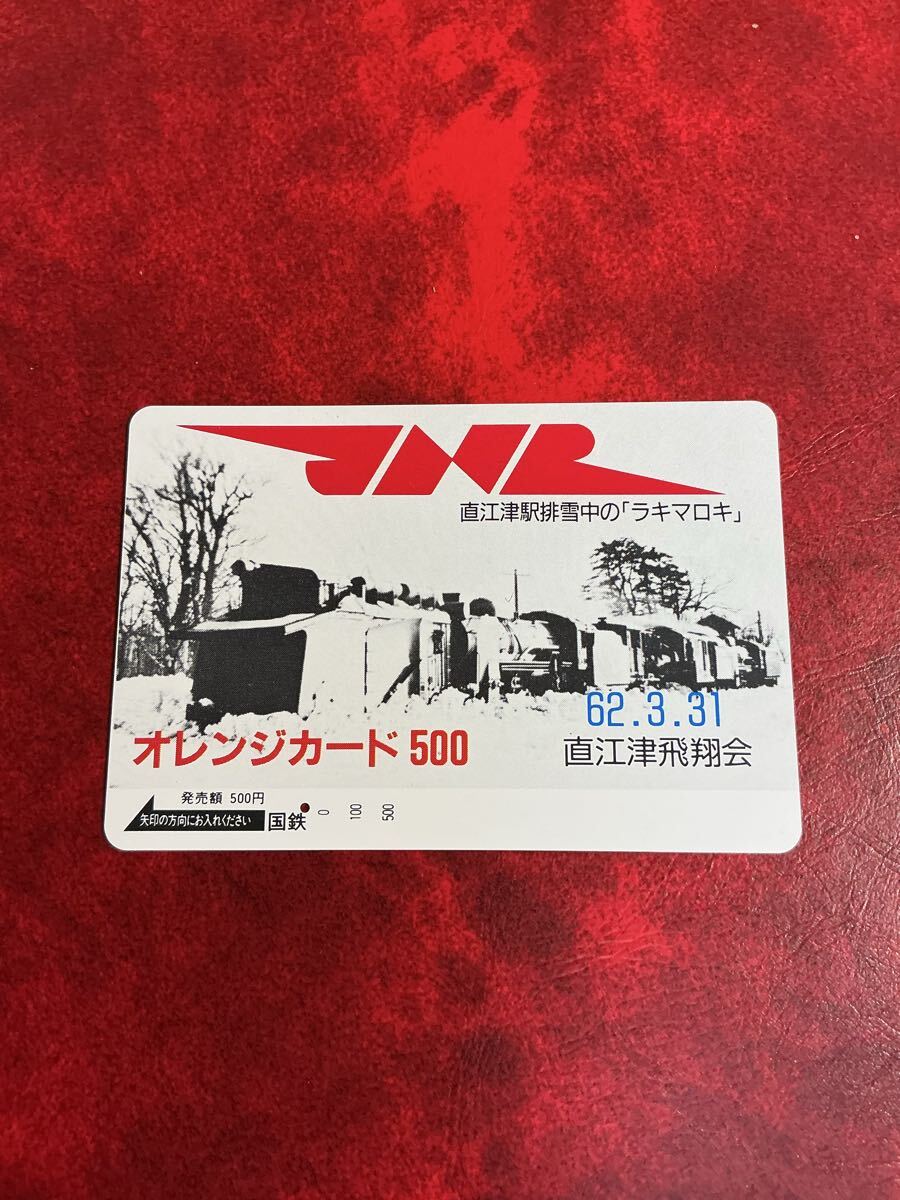 JNR
直江津駅排雪中の「ラキマロキ」
62.3.31
オレンジカード 500
直江津飛翔会
発売額 500円
矢印の方向にお入れください 国鉄 0 100 500